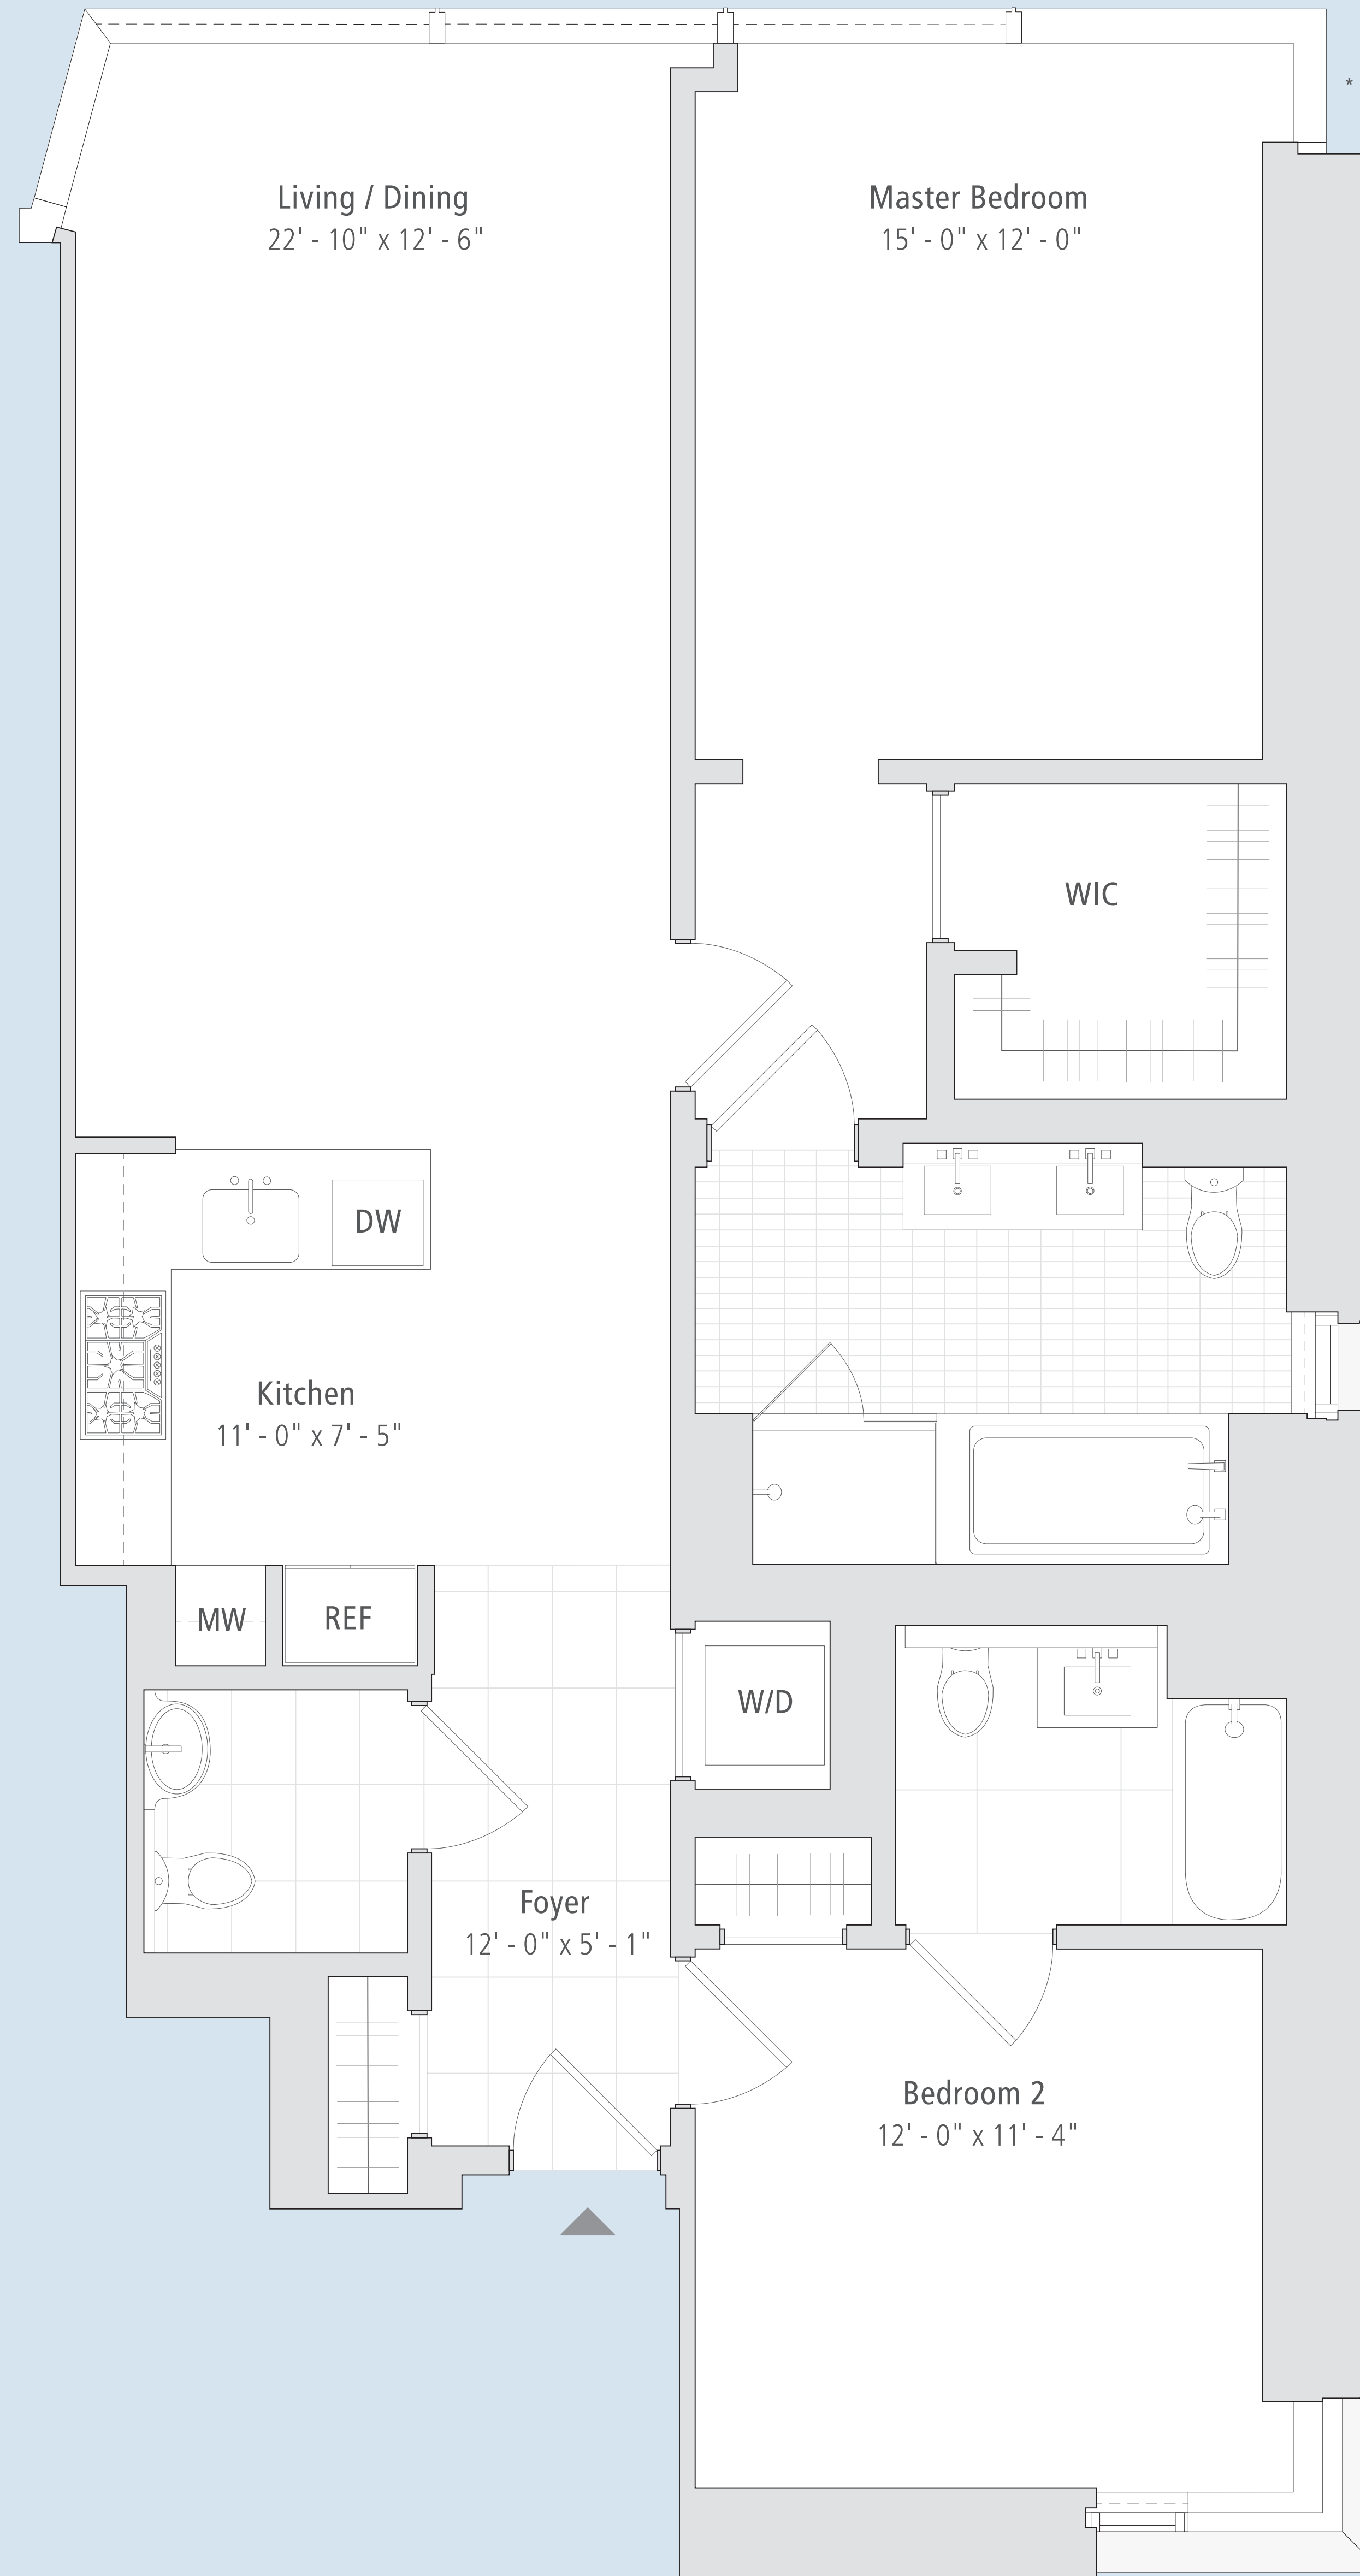 *
Living / Dining
22' - 10" x 12' - 6"
Master Bedroom
15' - 0" x 12' - 0"
WIC
DW
Kitchen
11' - 0" x 7' - 5"
MW
REF
W/D
Foyer
12' - 0" x 5' - 1"
Bedroom 2
12' - 0" x 11' - 4"